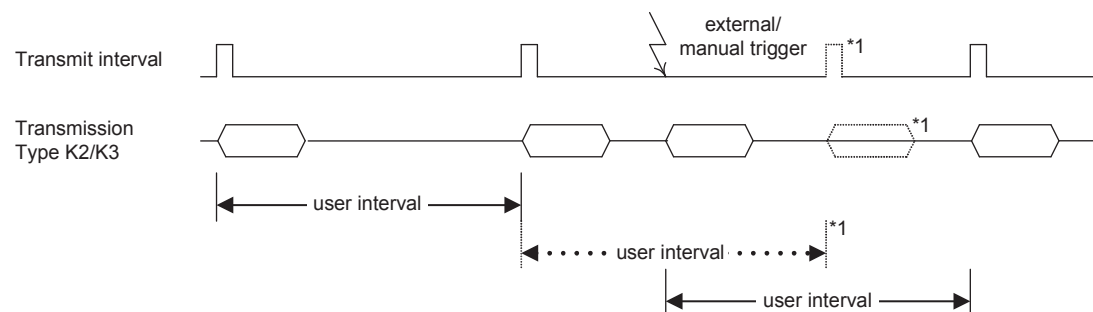 external/
manual trigger
*1
Transmit interval
Transmission
Type K2/K3
*1
user interval
*1
user interval
user interval